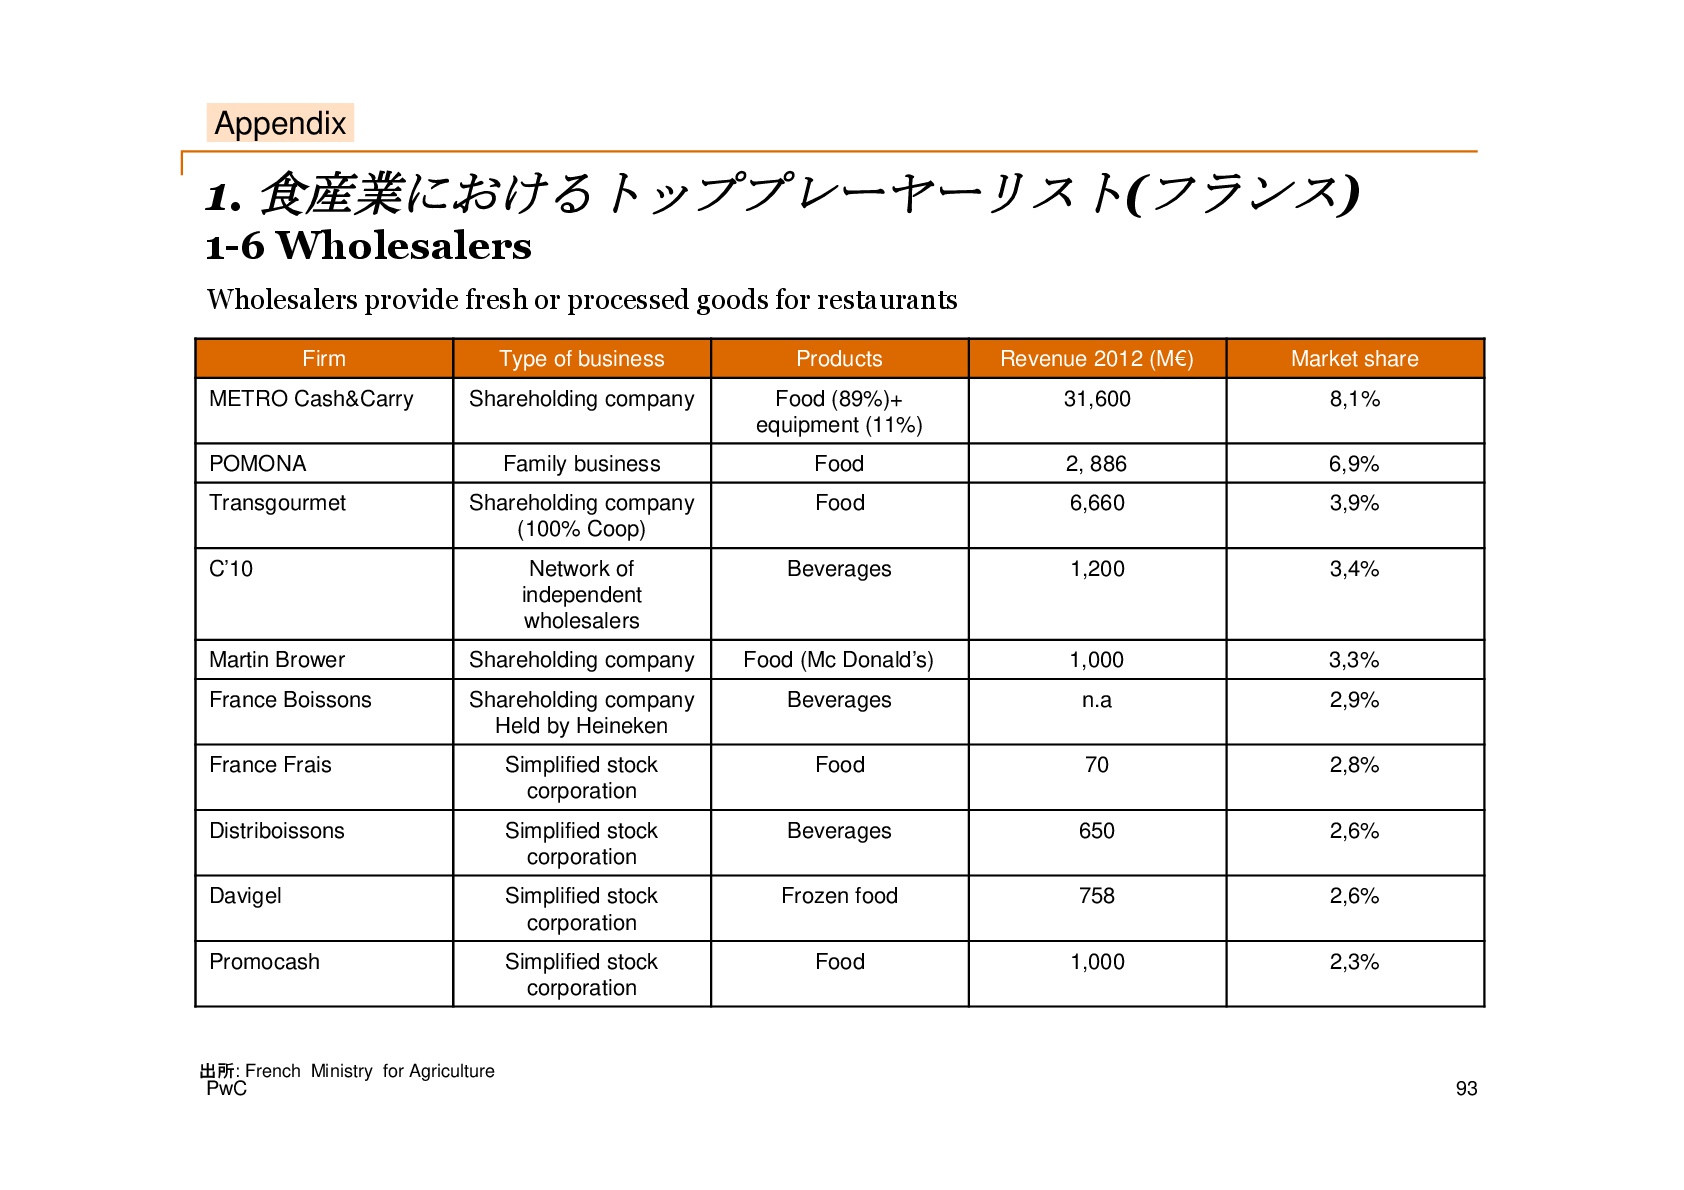 Appendix
1. 食産業におけるトッププレーヤーリスト(フランス)
1-6 Wholesalers
Wholesalers provide fresh or processed goods for restaurants
Firm Type of business Products Revenue 2012 (M€) Market share
METRO Cash&Carry Shareholding company Food (89%)+ 31,600 8,1%
equipment (11%)
POMONA Family business Food 2, 886 6,9%
Transgourmet Shareholding company Food 6,660 3,9%
(100% Coop)
C’10 Network of Beverages 1,200 3,4%
independent
wholesalers
Martin Brower Shareholding company Food (Mc Donald’s) 1,000 3,3%
France Boissons Shareholding company Beverages n.a 2,9%
Held by Heineken
France Frais Simplified stock Food 70 2,8%
corporation
Distriboissons Simplified stock Beverages 650 2,6%
corporation
Davigel Simplified stock Frozen food 758 2,6%
corporation
Promocash Simplified stock Food 1,000 2,3%
corporation
出所: French Ministry for Agriculture
PwC 93